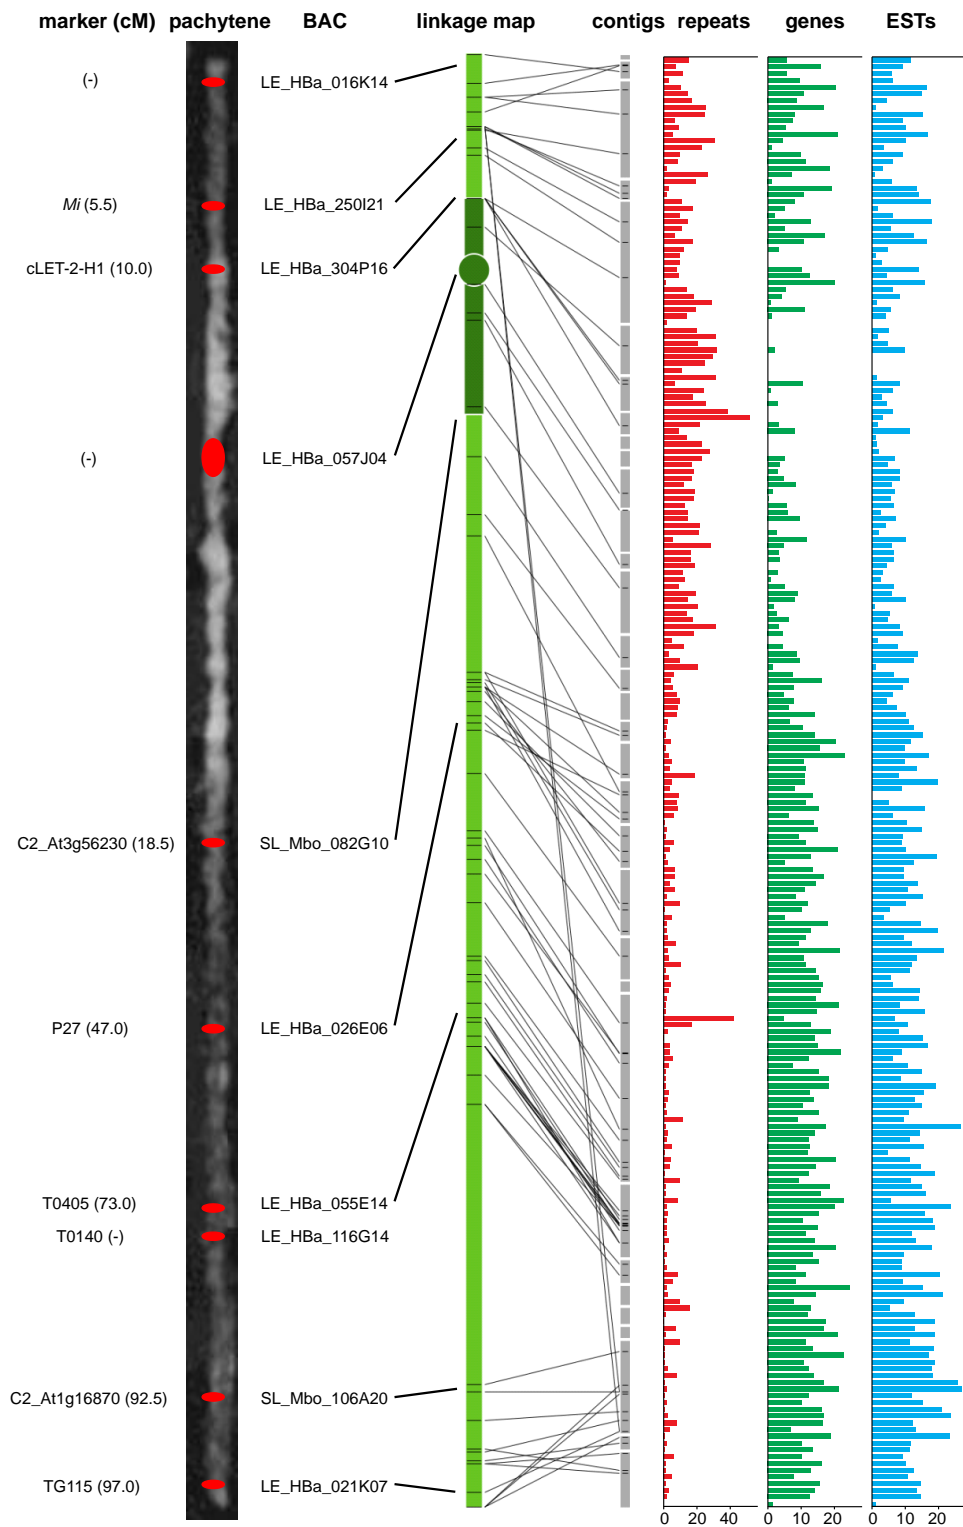 marker (cM) pachytene BAC linkage map contigs repeats genes ESTs
(-) LE_HBa_016K14
Mi (5.5) LE_HBa_250I21
cLET-2-H1 (10.0) LE_HBa_304P16
(-) LE_HBa_057J04
C2_At3g56230 (18.5) SL_Mbo_082G10
P27 (47.0) LE_HBa_026E06
T0405 (73.0) LE_HBa_055E14
T0140 (-) LE_HBa_116G14
C2_At1g16870 (92.5) SL_Mbo_106A20
TG115 (97.0) LE_HBa_021K07
0 20 40 0 20 0 20